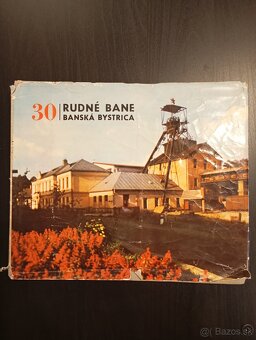 30 RUDNÉ BANE
BANSKÁ BYSTRICA
Bazos.sk